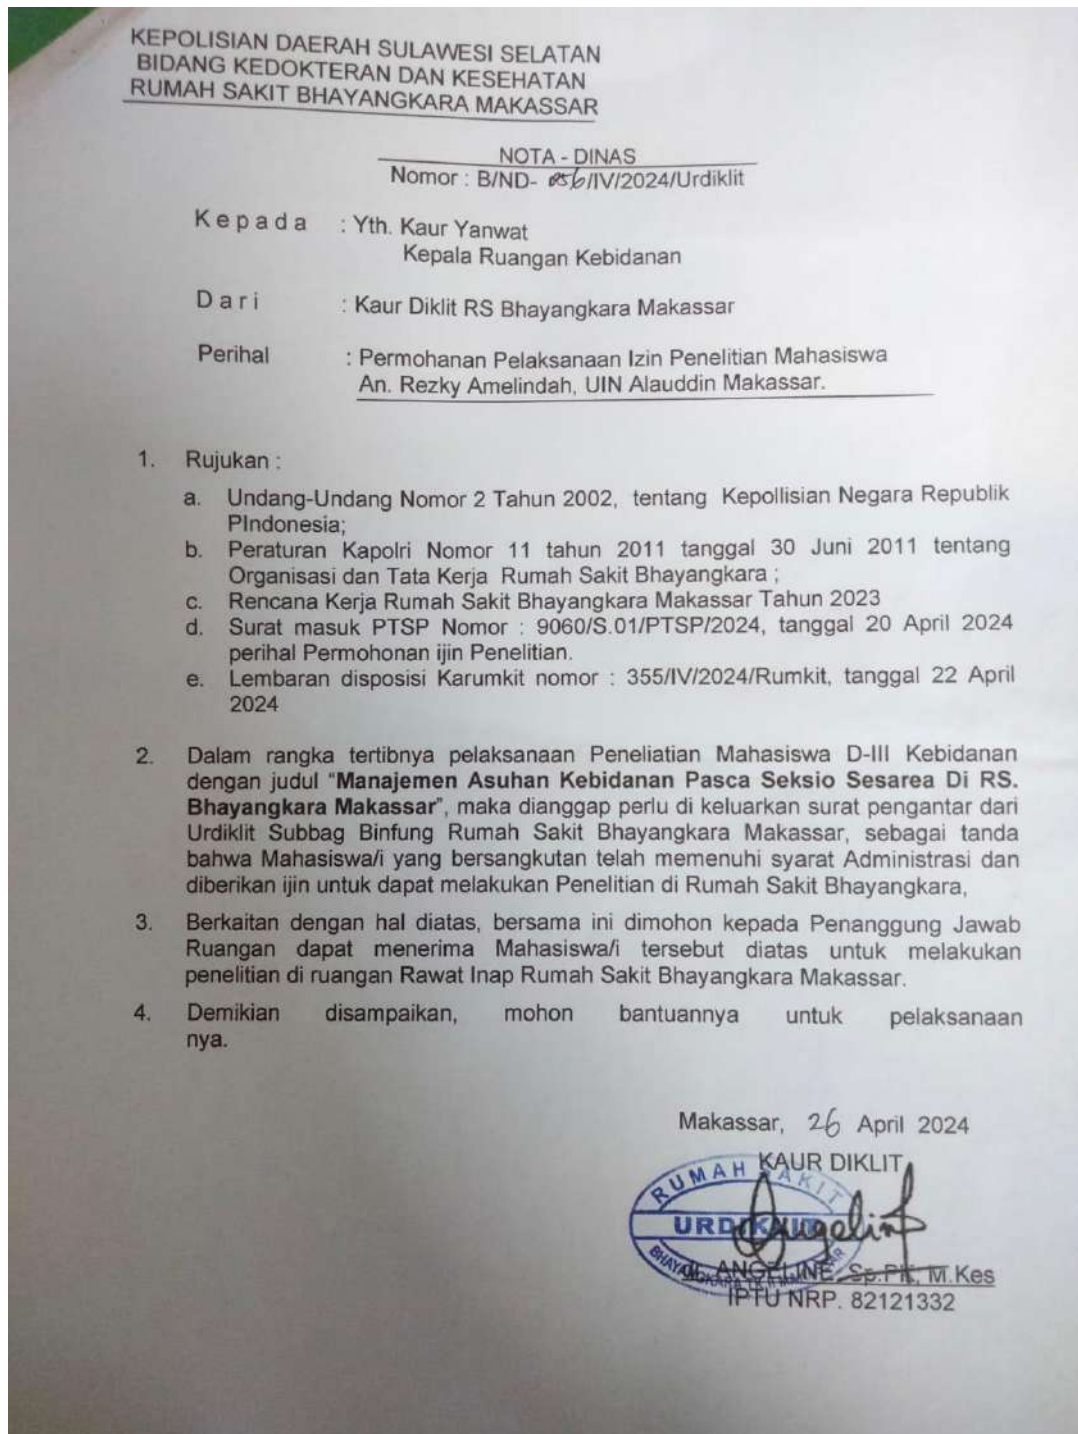 KEPOLISIAN DAERAH SULAWESI SELATAN
BIDANG KEDOKTERAN DAN KESEHATAN
RUMAH SAKIT BHAYANGKARA MAKASSAR
NOTA - DINAS
Nomor : B/ND- 056/IV/2024/Urdiklit
Kepada : Yth. Kaur Yanwat
Kepala Ruangan Kebidanan
Dari : Kaur Diklit RS Bhayangkara Makassar
Perihal : Permohanan Pelaksanaan Izin Penelitian Mahasiswa
An. Rezky Amelindah, UIN Alauddin Makassar.
1. Rujukan :
a. Undang-Undang Nomor 2 Tahun 2002, tentang Kepollisian Negara Republik
PIndonesia;
b. Peraturan Kapolri Nomor 11 tahun 2011 tanggal 30 Juni 2011 tentang
Organisasi dan Tata Kerja Rumah Sakit Bhayangkara ;
c. Rencana Kerja Rumah Sakit Bhayangkara Makassar Tahun 2023
d. Surat masuk PTSP Nomor : 9060/S.01/PTSP/2024, tanggal 20 April 2024
perihal Permohonan ijin Penelitian.
e. Lembaran disposisi Karumkit nomor : 355/IV/2024/Rumkit, tanggal 22 April
2024
2. Dalam rangka tertibnya pelaksanaan Peneliatian Mahasiswa D-III Kebidanan
dengan judul “Manajemen Asuhan Kebidanan Pasca Seksio Sesarea Di RS.
Bhayangkara Makassar”, maka dianggap perlu di keluarkan surat pengantar dari
Urdiklit Subbag Binfung Rumah Sakit Bhayangkara Makassar, sebagai tanda
bahwa Mahasiswa/i yang bersangkutan telah memenuhi syarat Administrasi dan
diberikan ijin untuk dapat melakukan Penelitian di Rumah Sakit Bhayangkara,
3. Berkaitan dengan hal diatas, bersama ini dimohon kepada Penanggung Jawab
Ruangan dapat menerima Mahasiswa/i tersebut diatas untuk melakukan
penelitian di ruangan Rawat Inap Rumah Sakit Bhayangkara Makassar.
4. Demikian disampaikan, mohon bantuannya untuk pelaksanaan
nya.
Makassar, 26 April 2024
KAUR DIKLIT
RUMAH SAKIT
dr. ANGELINE, Sp.PK, M.Kes
IPTU NRP. 82121332